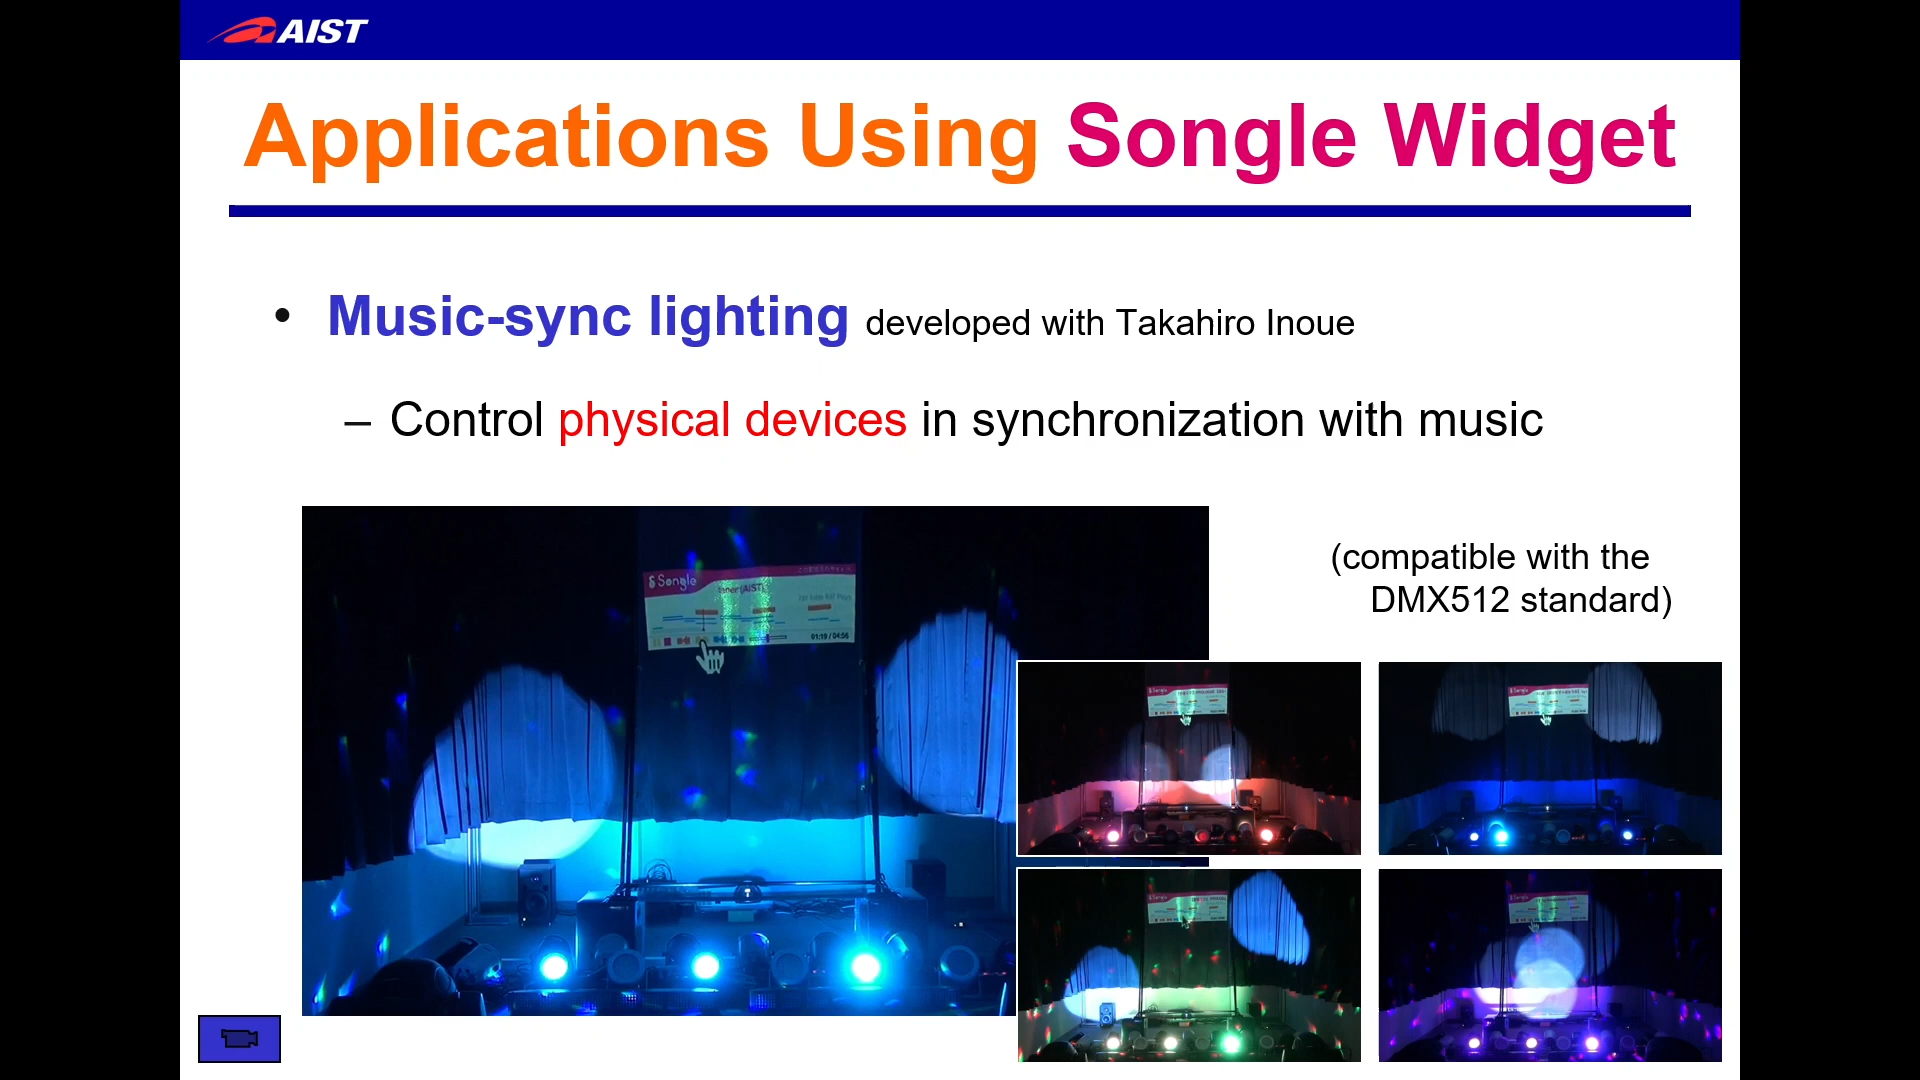 AIST
Applications Using Songle Widget
• Music-sync lighting developed with Takahiro Inoue
– Control physical devices in synchronization with music
(compatible with the
DMX512 standard)
Songle
01:19 / 04:56